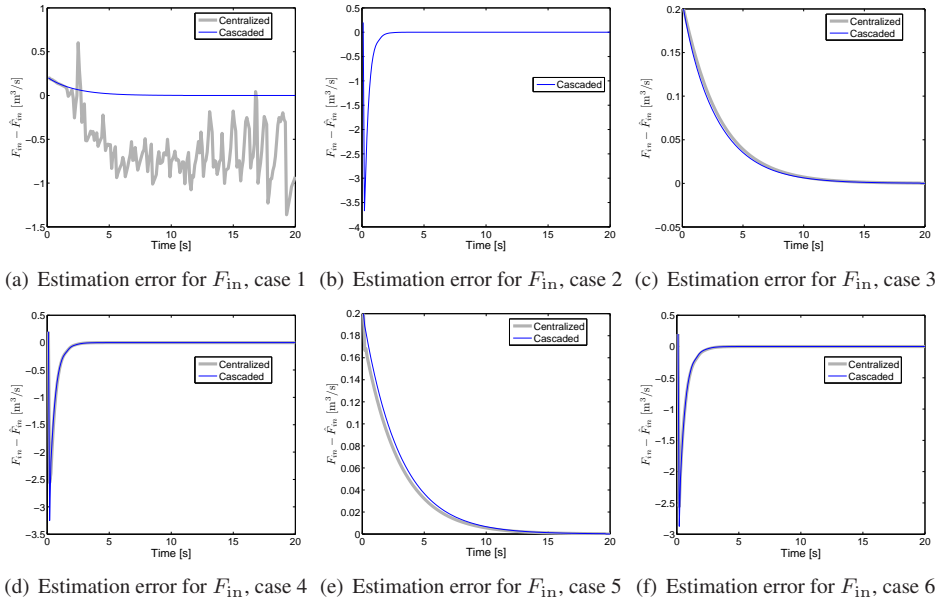 1
0.5
0
−0.5
−1
−1.5
0 5 10 15 20
Time [s]
F_in − F̂_in [m³/s]
Centralized
Cascaded
0.5
0
−0.5
−1
−1.5
−2
−2.5
−3
−3.5
−4
0 5 10 15 20
Time [s]
F_in − F̂_in [m³/s]
Cascaded
0.2
0.15
0.1
0.05
0
−0.05
0 5 10 15 20
Time [s]
F_in − F̂_in [m³/s]
Centralized
Cascaded
(a) Estimation error for F_in, case 1 (b) Estimation error for F_in, case 2 (c) Estimation error for F_in, case 3
0.5
0
−0.5
−1
−1.5
−2
−2.5
−3
−3.5
0 5 10 15 20
Time [s]
F_in − F̂_in [m³/s]
Centralized
Cascaded
0.2
0.18
0.16
0.14
0.12
0.1
0.08
0.06
0.04
0.02
0
0 5 10 15 20
Time [s]
F_in − F̂_in [m³/s]
Centralized
Cascaded
0.5
0
−0.5
−1
−1.5
−2
−2.5
−3
0 5 10 15 20
Time [s]
F_in − F̂_in [m³/s]
Centralized
Cascaded
(d) Estimation error for F_in, case 4 (e) Estimation error for F_in, case 5 (f) Estimation error for F_in, case 6